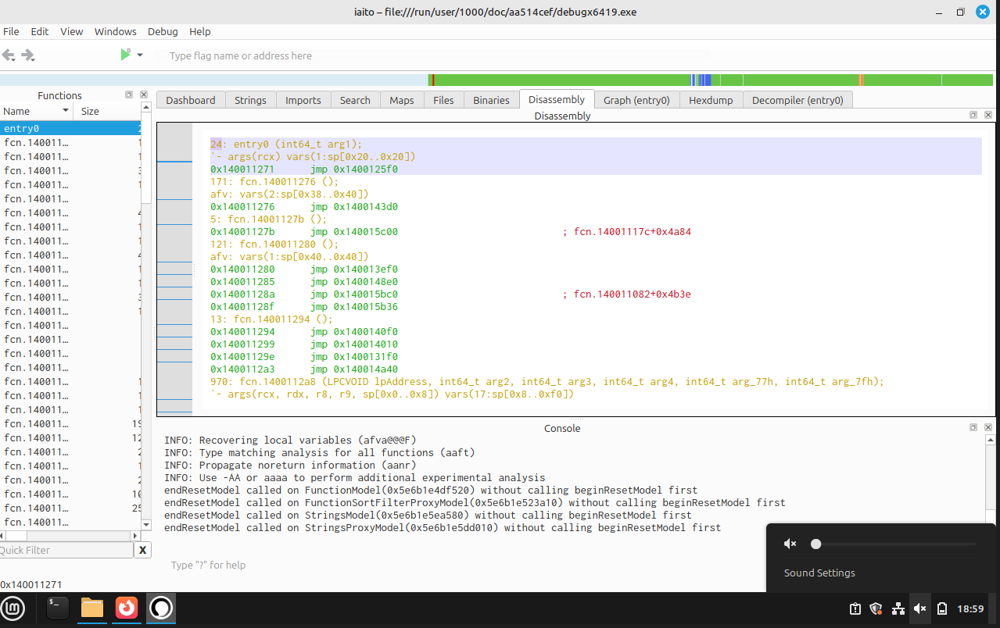 iaito – file:///run/user/1000/doc/aa514cef/debugx6419.exe
File Edit View Windows Debug Help
Type flag name or address here
Functions
Name Size
entry0 2
fcn.140011… 1
fcn.140011… 1
fcn.140011… 3
fcn.140011… 1
fcn.140011…
fcn.140011… 4
fcn.140011… 1
fcn.140011… 1
fcn.140011… 4
fcn.140011… 1
fcn.140011… 1
fcn.140011… 3
fcn.140011… 1
fcn.140011…
fcn.140011…
fcn.140011…
fcn.140011…
fcn.140011… 1
fcn.140011… 1
fcn.140011… 1
fcn.140011… 19
fcn.140011… 12
fcn.140011… 2
fcn.140011… 1
fcn.140011… 2
fcn.140011… 10
fcn.140011… 25
fcn.140011…
Quick Filter X
0x140011271
Dashboard Strings Imports Search Maps Files Binaries Disassembly Graph (entry0) Hexdump Decompiler (entry0)
Disassembly
24: entry0 (int64_t arg1);
`- args(rcx) vars(1:sp[0x20..0x20])
0x140011271 jmp 0x1400125f0
171: fcn.140011276 ();
afv: vars(2:sp[0x38..0x40])
0x140011276 jmp 0x1400143d0
5: fcn.14001127b ();
0x14001127b jmp 0x140015c00 ; fcn.14001117c+0x4a84
121: fcn.140011280 ();
afv: vars(1:sp[0x40..0x40])
0x140011280 jmp 0x140013ef0
0x140011285 jmp 0x1400148e0
0x14001128a jmp 0x140015bc0 ; fcn.140011082+0x4b3e
0x14001128f jmp 0x140015b36
13: fcn.140011294 ();
0x140011294 jmp 0x1400140f0
0x140011299 jmp 0x140014010
0x14001129e jmp 0x1400131f0
0x1400112a3 jmp 0x140014a40
970: fcn.1400112a8 (LPCVOID lpAddress, int64_t arg2, int64_t arg3, int64_t arg4, int64_t arg_77h, int64_t arg_7fh);
`- args(rcx, rdx, r8, r9, sp[0x0..0x8]) vars(17:sp[0x8..0xf0])
Console
INFO: Recovering local variables (afva@@@F)
INFO: Type matching analysis for all functions (aaft)
INFO: Propagate noreturn information (aanr)
INFO: Use -AA or aaaa to perform additional experimental analysis
endResetModel called on FunctionModel(0x5e6b1e4df520) without calling beginResetModel first
endResetModel called on FunctionSortFilterProxyModel(0x5e6b1e523a10) without calling beginResetModel first
endResetModel called on StringsModel(0x5e6b1e5ea580) without calling beginResetModel first
endResetModel called on StringsProxyModel(0x5e6b1e5dd010) without calling beginResetModel first
Type "?" for help
Sound Settings
18:59